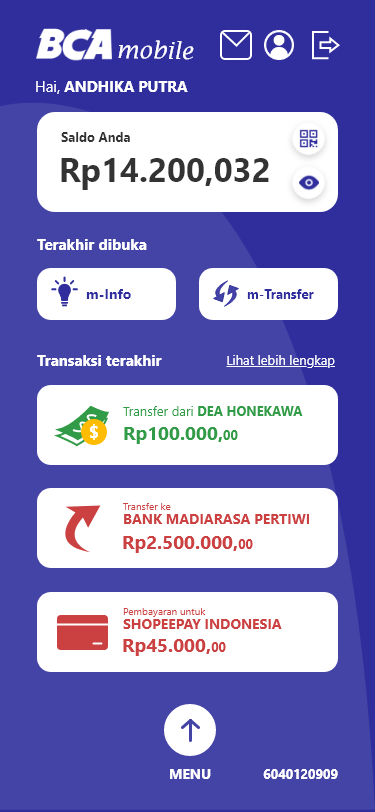 BCA mobile
Hai, ANDHIKA PUTRA
Saldo Anda
Rp14.200,032
Terakhir dibuka
m-Info
m-Transfer
Transaksi terakhir
Lihat lebih lengkap
Transfer dari DEA HONEKAWA
$
Rp100.000,00
Transfer ke
BANK MADIARASA PERTIWI
Rp2.500.000,00
Pembayaran untuk
SHOPEEPAY INDONESIA
Rp45.000,00
MENU
6040120909